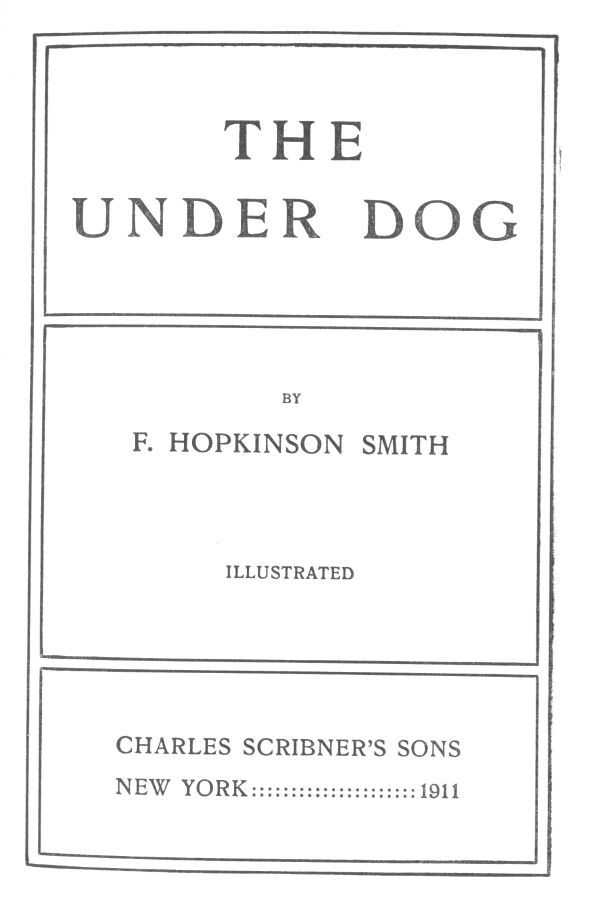 THE
UNDER DOG
BY
F. HOPKINSON SMITH
ILLUSTRATED
CHARLES SCRIBNER'S SONS
NEW YORK::::::::::::::::::::::1911